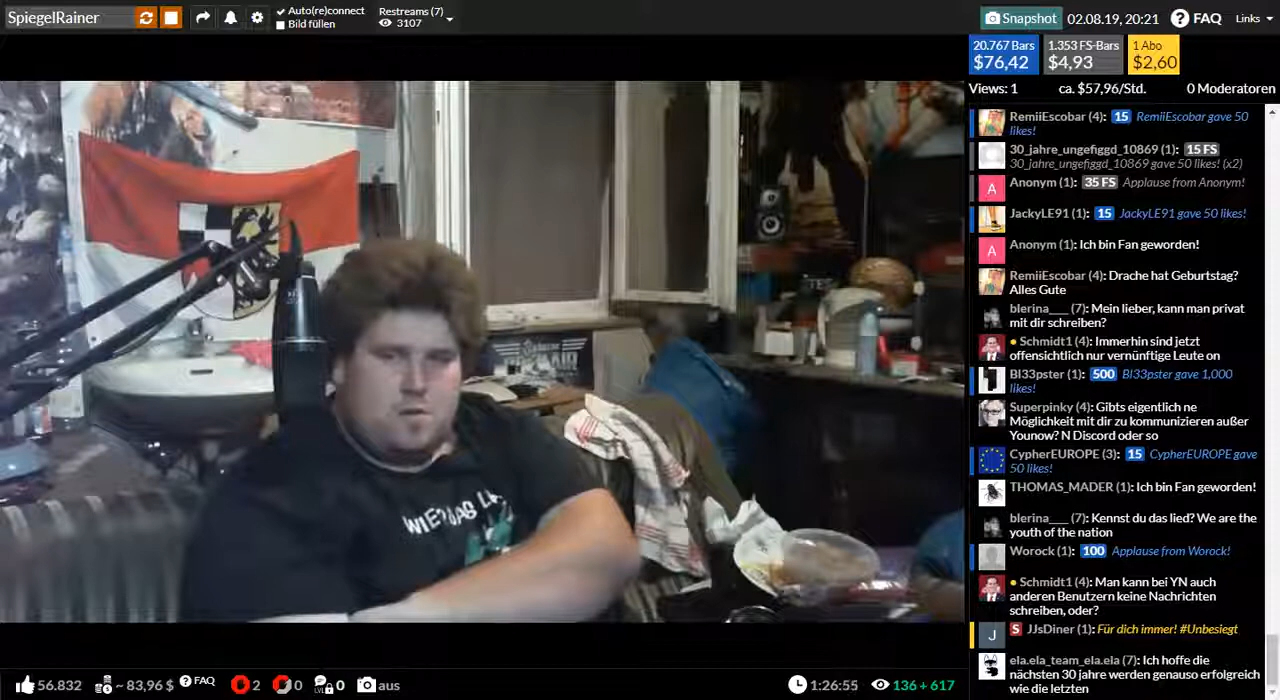 SpiegelRainer
Auto(re)connect
Bild füllen
Restreams (7)
3107
Snapshot
02.08.19, 20:21
FAQ
Links
20.767 Bars
$76,42
1.353 FS-Bars
$4,93
1 Abo
$2,60
Views: 1
ca. $57,96/Std.
0 Moderatoren
RemiiEscobar (4): 15 RemiiEscobar gave 50
likes!
30_jahre_ungefiggd_10869 (1): 15 FS
30_jahre_ungefiggd_10869 gave 50 likes! (x2)
A
Anonym (1): 35 FS Applause from Anonym!
JackyLE91 (1): 15 JackyLE91 gave 50 likes!
A
Anonym (1): Ich bin Fan geworden!
RemiiEscobar (4): Drache hat Geburtstag?
Alles Gute
blerina___ (7): Mein lieber, kann man privat
mit dir schreiben?
Schmidt1 (4): Immerhin sind jetzt
offensichtlich nur vernünftige Leute on
Bl33pster (1): 500 Bl33pster gave 1,000
likes!
Superpinky (4): Gibts eigentlich ne
Möglichkeit mit dir zu kommunizieren außer
Younow? N Discord oder so
CypherEUROPE (3): 15 CypherEUROPE gave
50 likes!
THOMAS_MADER (1): Ich bin Fan geworden!
blerina___ (7): Kennst du das lied? We are the
youth of the nation
Worock (1): 100 Applause from Worock!
Schmidt1 (4): Man kann bei YN auch
anderen Benutzern keine Nachrichten
schreiben, oder?
J
S JJsDiner (1): Für dich immer! #Unbesiegt
ela.ela_team_ela.ela (7): Ich hoffe die
nächsten 30 jahre werden genauso erfolgreich
wie die letzten
56.832
~ 83,96 $
FAQ
2
0
LVL
0
aus
1:26:55
136 + 617